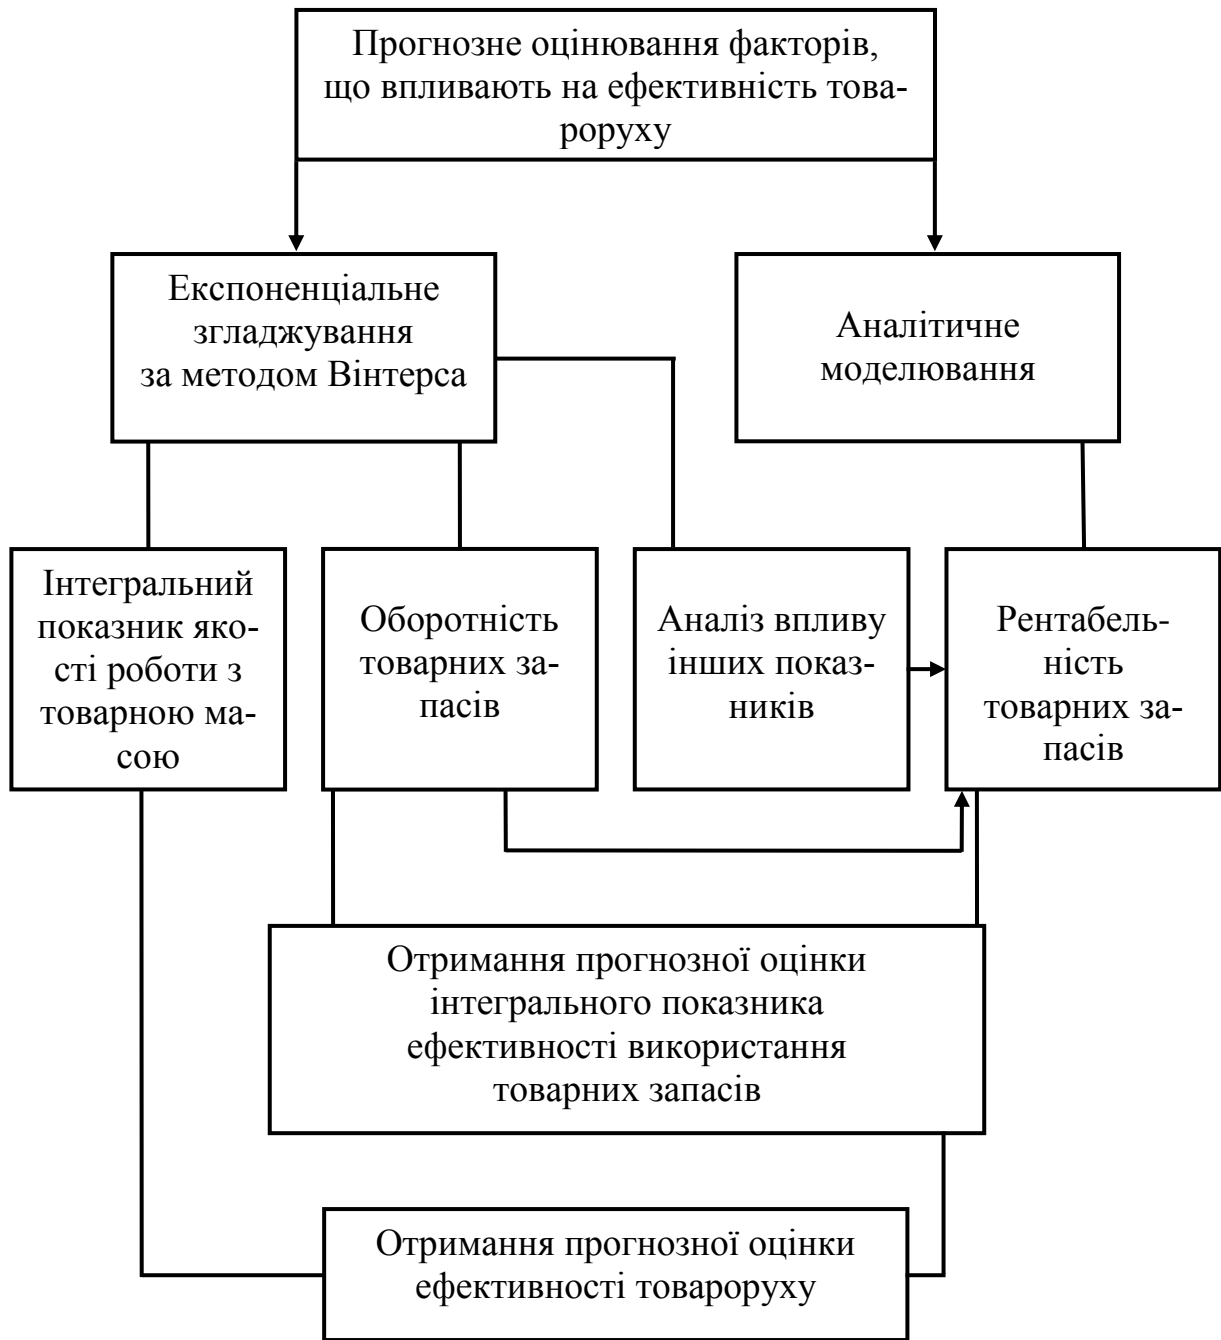 Прогнозне оцінювання факторів,
що впливають на ефективність това-
роруху
Експоненціальне
згладжування
за методом Вінтерса
Аналітичне
моделювання
Інтегральний
показник яко-
сті роботи з
товарною ма-
сою
Оборотність
товарних за-
пасів
Аналіз впливу
інших показ-
ників
Рентабель-
ність
товарних за-
пасів
Отримання прогнозної оцінки
інтегрального показника
ефективності використання
товарних запасів
Отримання прогнозної оцінки
ефективності товароруху